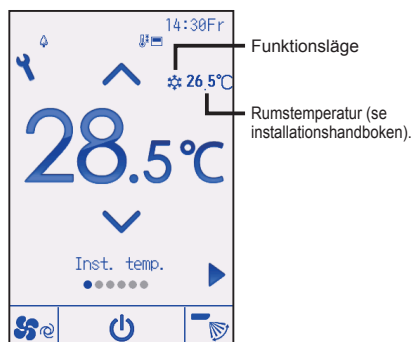 14:30Fr
Funktionsläge
26.5℃
Rumstemperatur (se
installationshandboken).
28.5℃
Inst. temp.